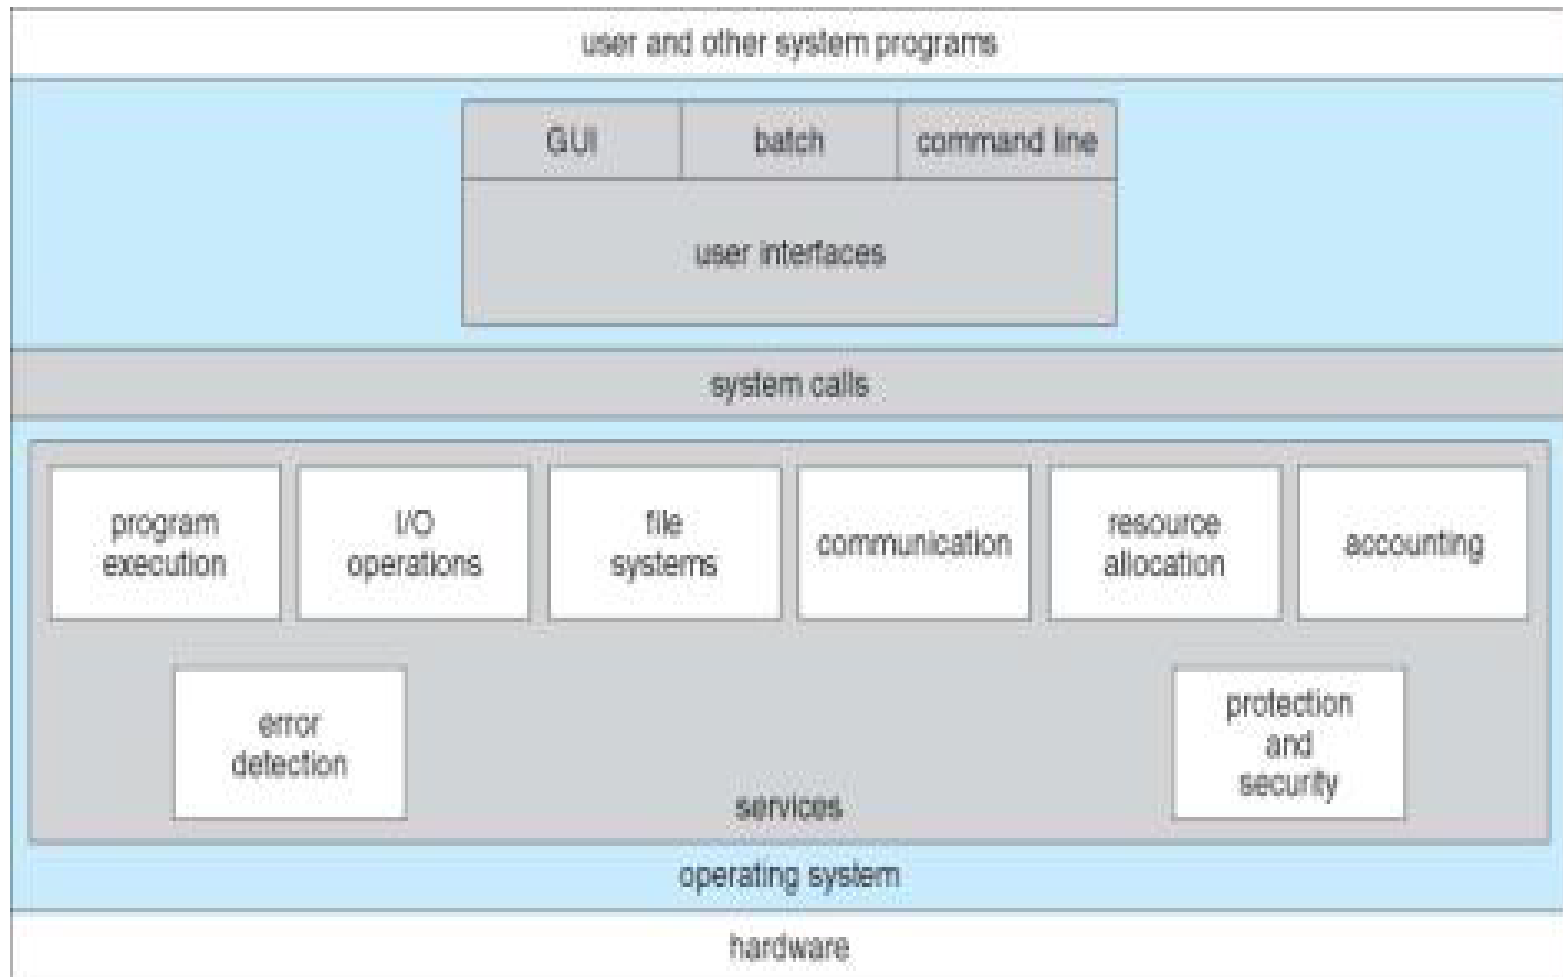 user and other system programs
GUI
batch
command line
user interfaces
system calls
program
execution
I/O
operations
file
systems
communication
resource
allocation
accounting
error
detection
protection
and
security
services
operating system
hardware